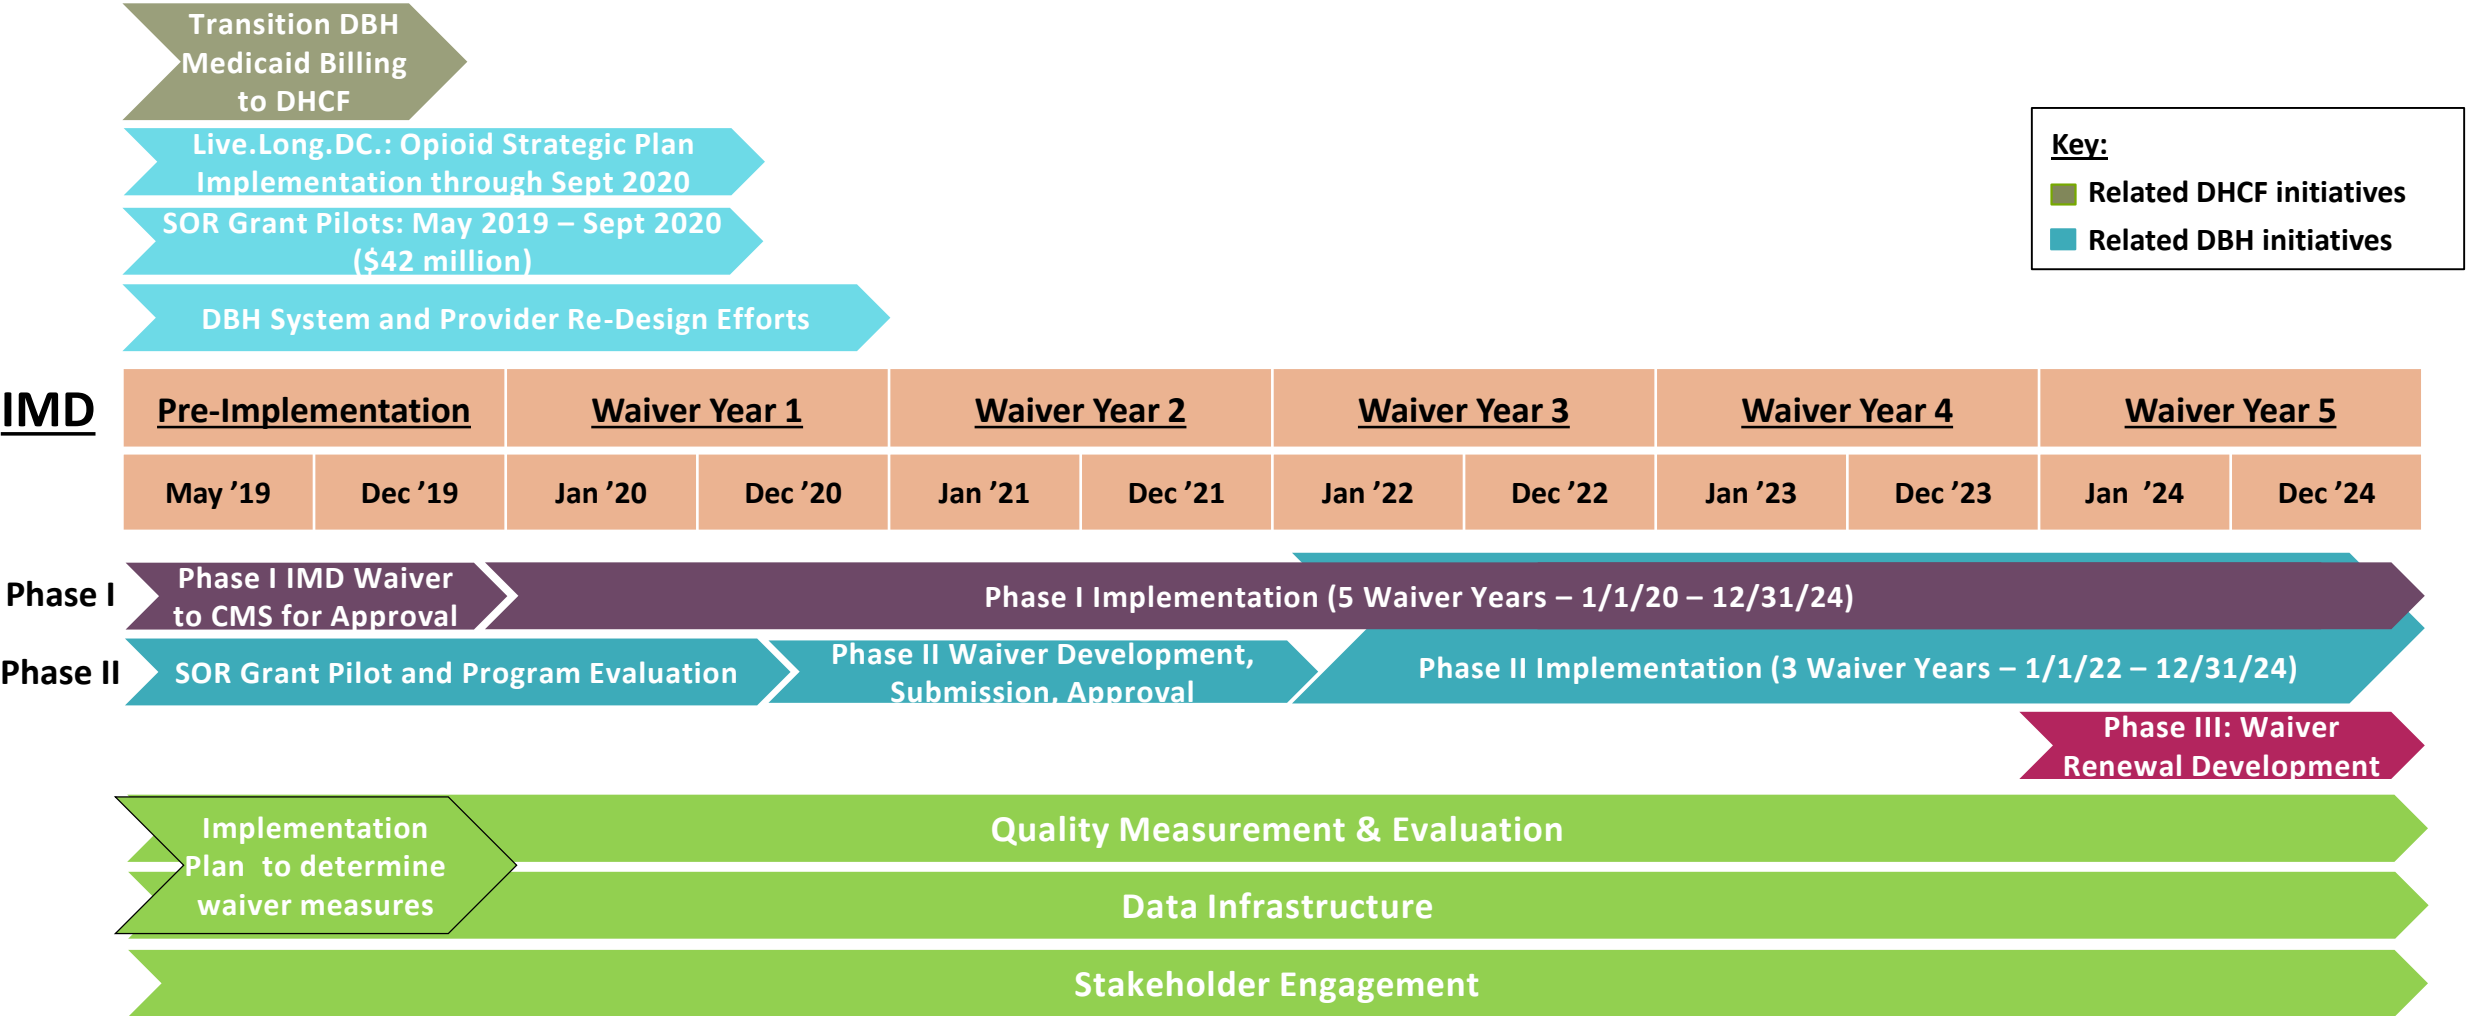 Transition DBH
Medicaid Billing
to DHCF
Live.Long.DC.: Opioid Strategic Plan
Implementation through Sept 2020
SOR Grant Pilots: May 2019 – Sept 2020
($42 million)
DBH System and Provider Re-Design Efforts
Key:
Related DHCF initiatives
Related DBH initiatives
IMD
Pre-Implementation
Waiver Year 1
Waiver Year 2
Waiver Year 3
Waiver Year 4
Waiver Year 5
May ’19
Dec ’19
Jan ’20
Dec ’20
Jan ’21
Dec ’21
Jan ’22
Dec ’22
Jan ’23
Dec ’23
Jan ’24
Dec ’24
Phase I
Phase I IMD Waiver
to CMS for Approval
Phase I Implementation (5 Waiver Years – 1/1/20 – 12/31/24)
Phase II
SOR Grant Pilot and Program Evaluation
Phase II Waiver Development,
Submission, Approval
Phase II Implementation (3 Waiver Years – 1/1/22 – 12/31/24)
Phase III: Waiver
Renewal Development
Implementation
Plan to determine
waiver measures
Quality Measurement & Evaluation
Data Infrastructure
Stakeholder Engagement